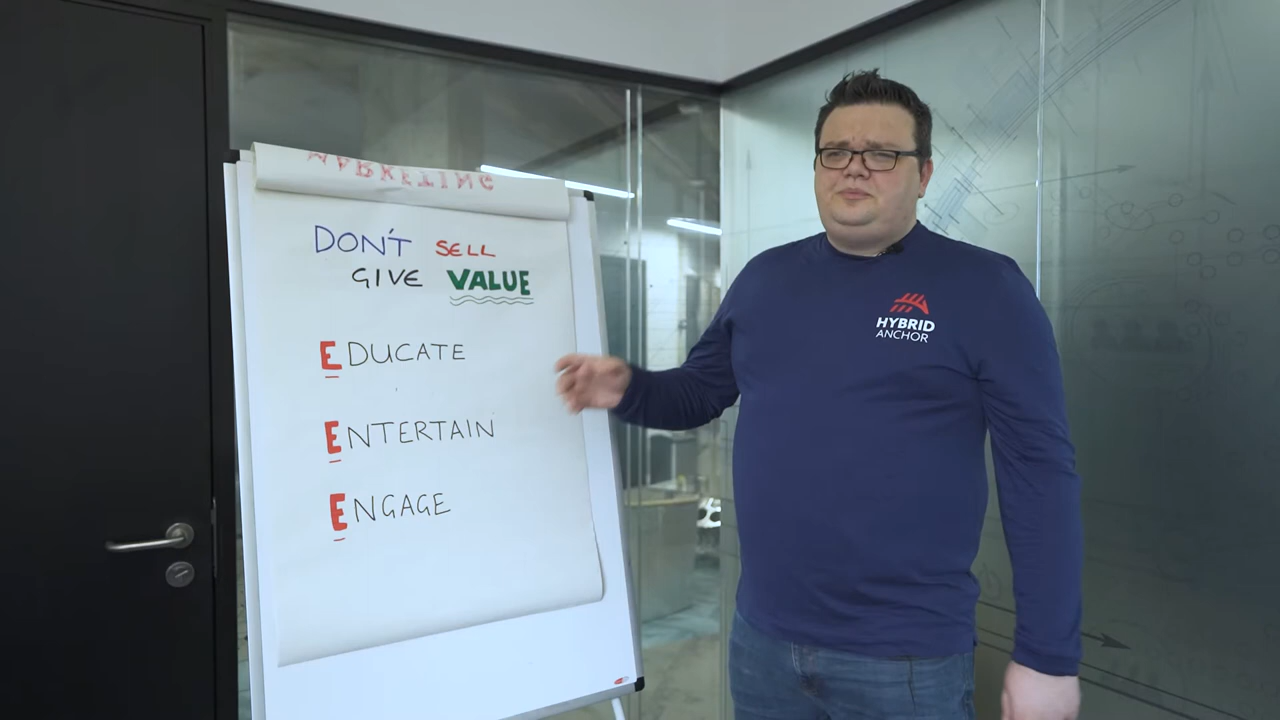 DON'T SELL
GIVE VALUE
EDUCATE
ENTERTAIN
ENGAGE
HYBRID
ANCHOR